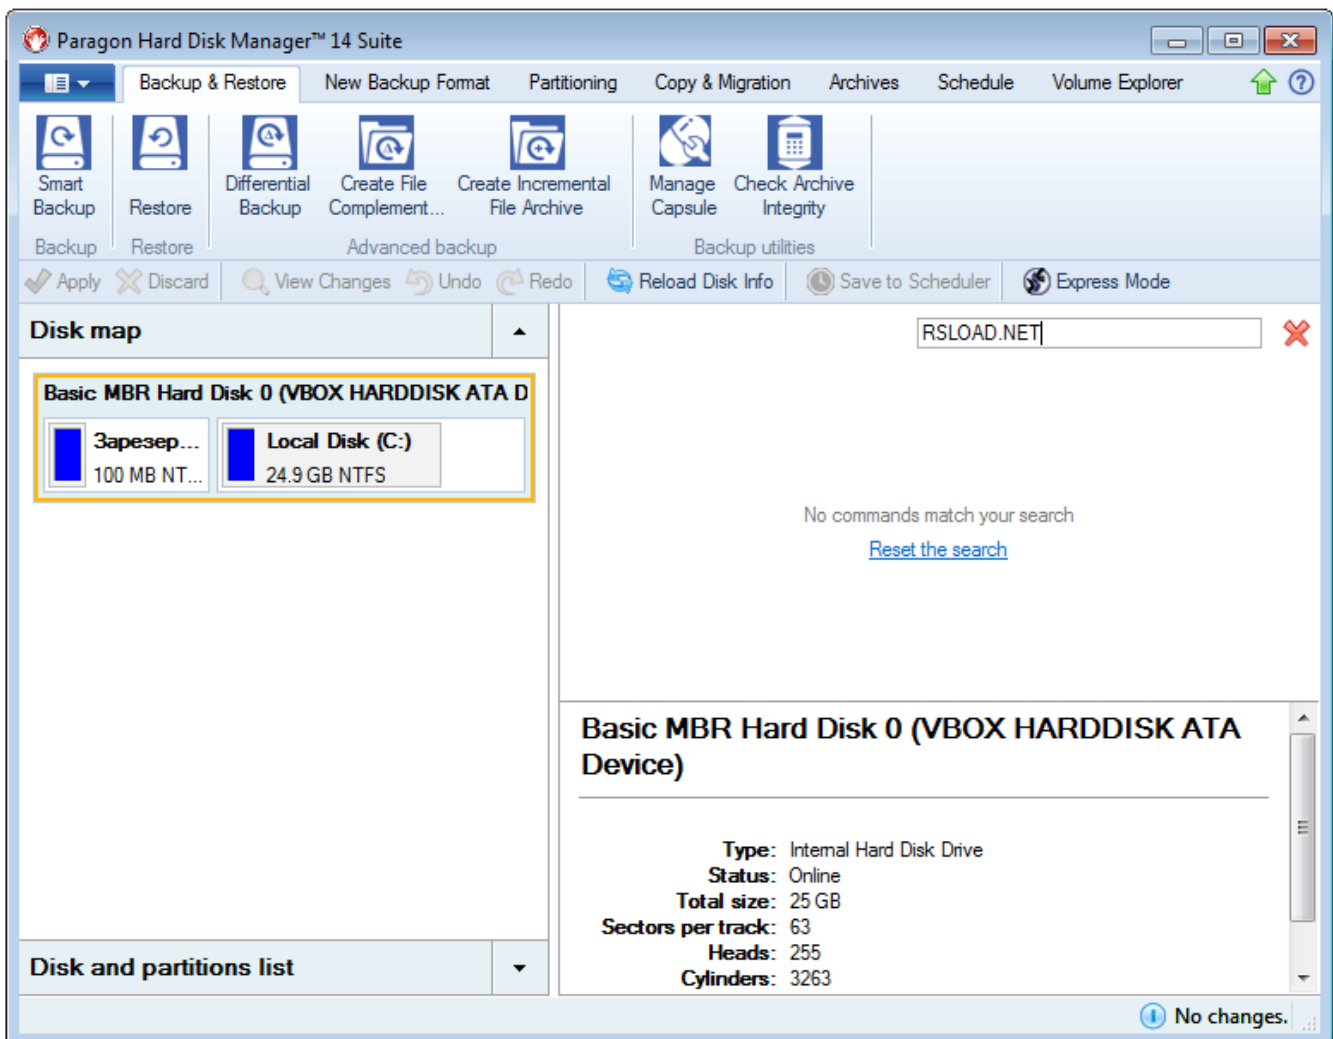 Paragon Hard Disk Manager™ 14 Suite
Backup & Restore New Backup Format Partitioning Copy & Migration Archives Schedule Volume Explorer
Smart Backup
Restore
Differential Backup
Create File Complement...
Create Incremental File Archive
Manage Capsule
Check Archive Integrity
Backup Restore Advanced backup Backup utilities
Apply Discard View Changes Undo Redo Reload Disk Info Save to Scheduler Express Mode
Disk map
RSLOAD.NET
Basic MBR Hard Disk 0 (VBOX HARDDISK ATA D
Зарезер...
100 MB NT...
Local Disk (C:)
24.9 GB NTFS
No commands match your search
Reset the search
Basic MBR Hard Disk 0 (VBOX HARDDISK ATA
Device)
Type: Internal Hard Disk Drive
Status: Online
Total size: 25 GB
Sectors per track: 63
Heads: 255
Cylinders: 3263
Disk and partitions list
No changes.